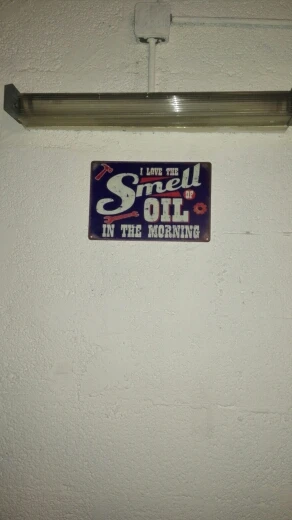 I LOVE THE
Smell
OF
OIL
IN THE MORNING